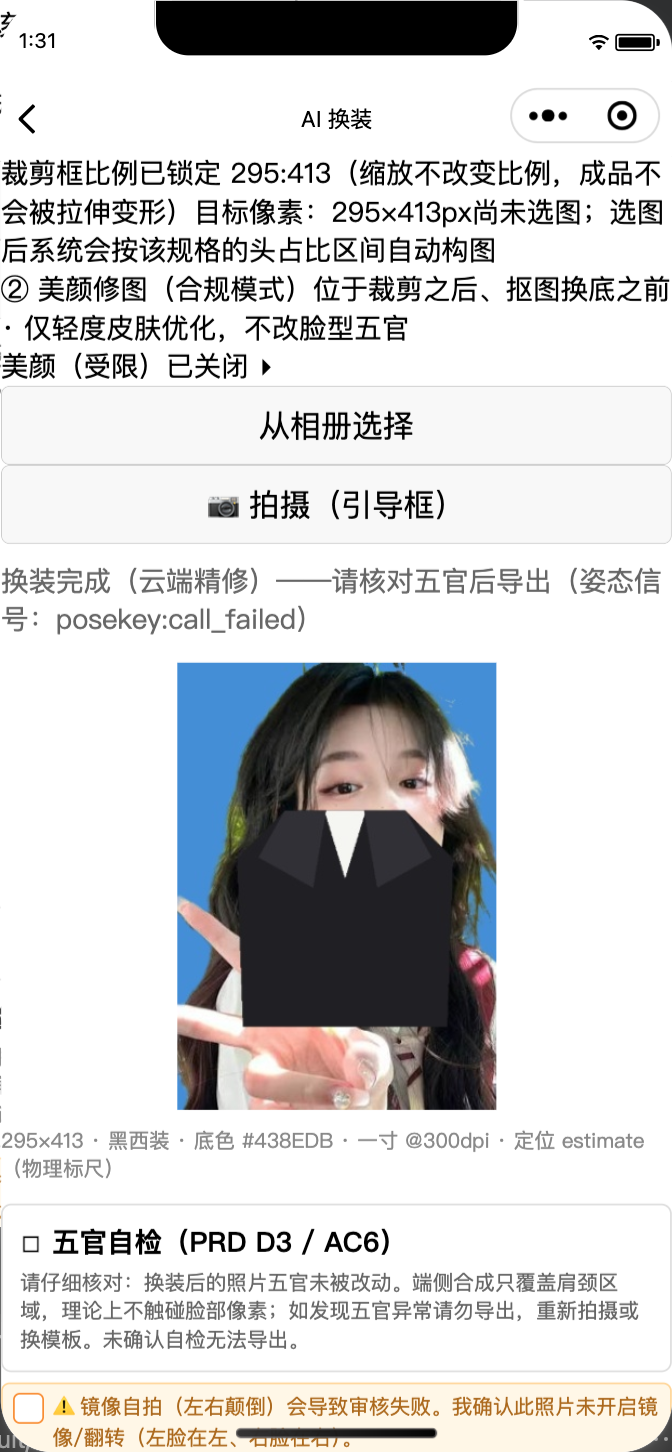 1:31
AI 换装
裁剪框比例已锁定 295:413（缩放不改变比例，成品不
会被拉伸变形）目标像素：295×413px尚未选图；选图
后系统会按该规格的头占比区间自动构图
② 美颜修图（合规模式）位于裁剪之后、抠图换底之前
· 仅轻度皮肤优化，不改脸型五官
美颜（受限）已关闭
从相册选择
拍摄（引导框）
换装完成（云端精修）——请核对五官后导出（姿态信
号：posekey:call_failed）
295×413 · 黑西装 · 底色 #438EDB · 一寸 @300dpi · 定位 estimate
（物理标尺）
五官自检（PRD D3 / AC6）
请仔细核对：换装后的照片五官未被改动。端侧合成只覆盖肩颈区
域，理论上不触碰脸部像素；如发现五官异常请勿导出，重新拍摄或
换模板。未确认自检无法导出。
镜像自拍（左右颠倒）会导致审核失败。我确认此照片未开启镜
像/翻转（左脸在左、右脸在右）。